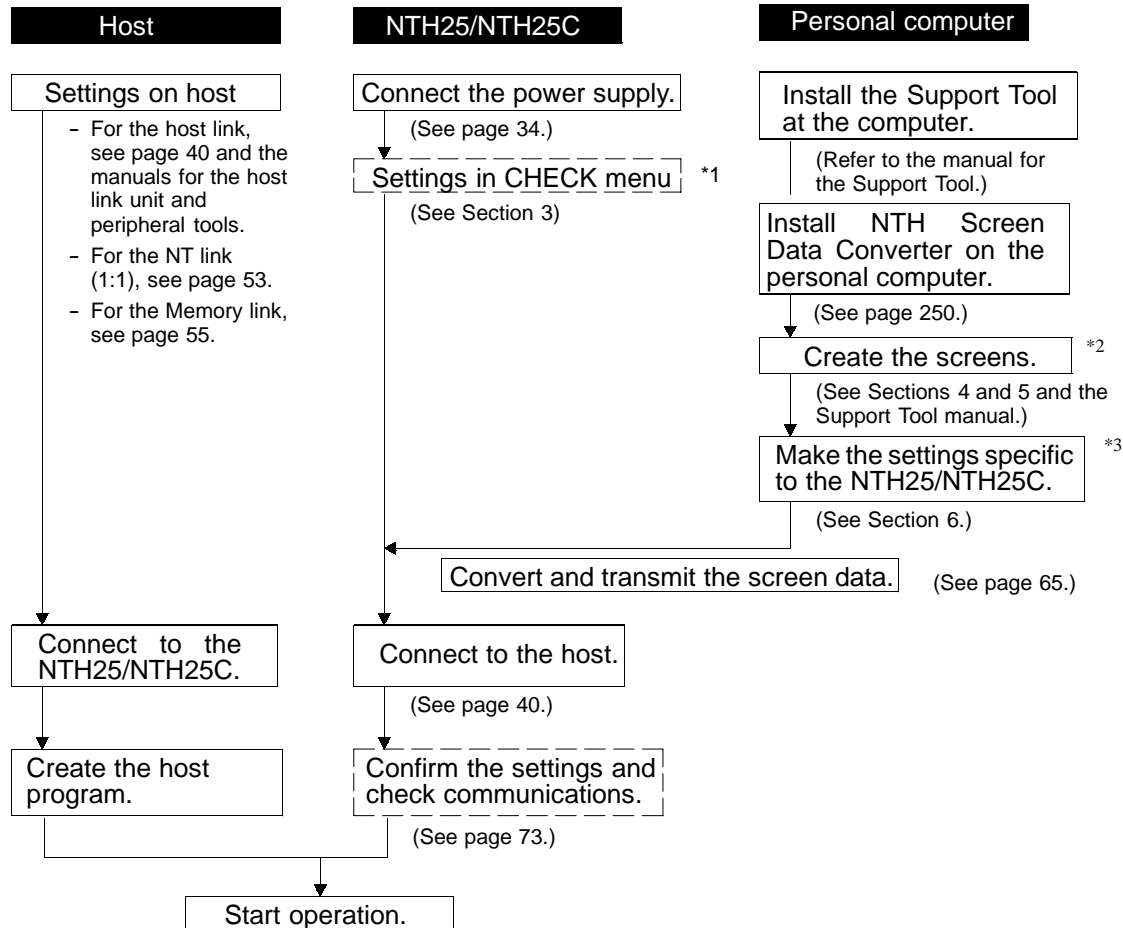 Host
Settings on host
- For the host link,
see page 40 and the
manuals for the host
link unit and
peripheral tools.
- For the NT link
(1:1), see page 53.
- For the Memory link,
see page 55.
Connect to the
NTH25/NTH25C.
Create the host
program.
NTH25/NTH25C
Connect the power supply.
(See page 34.)
Settings in CHECK menu *1
(See Section 3)
Personal computer
Install the Support Tool
at the computer.
(Refer to the manual for
the Support Tool.)
Install NTH Screen
Data Converter on the
personal computer.
(See page 250.)
Create the screens. *2
(See Sections 4 and 5 and the
Support Tool manual.)
Make the settings specific *3
to the NTH25/NTH25C.
(See Section 6.)
Convert and transmit the screen data. (See page 65.)
Connect to the host.
(See page 40.)
Confirm the settings and
check communications.
(See page 73.)
Start operation.